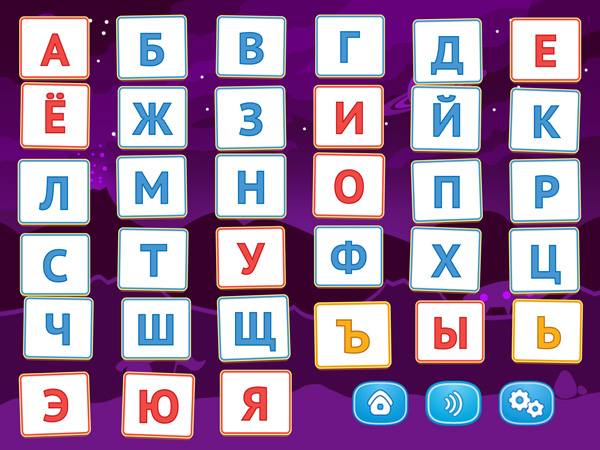 А Б В Г Д Е
Ё Ж З И Й К
Л М Н О П Р
С Т У Ф Х Ц
Ч Ш Щ Ъ Ы Ь
Э Ю Я